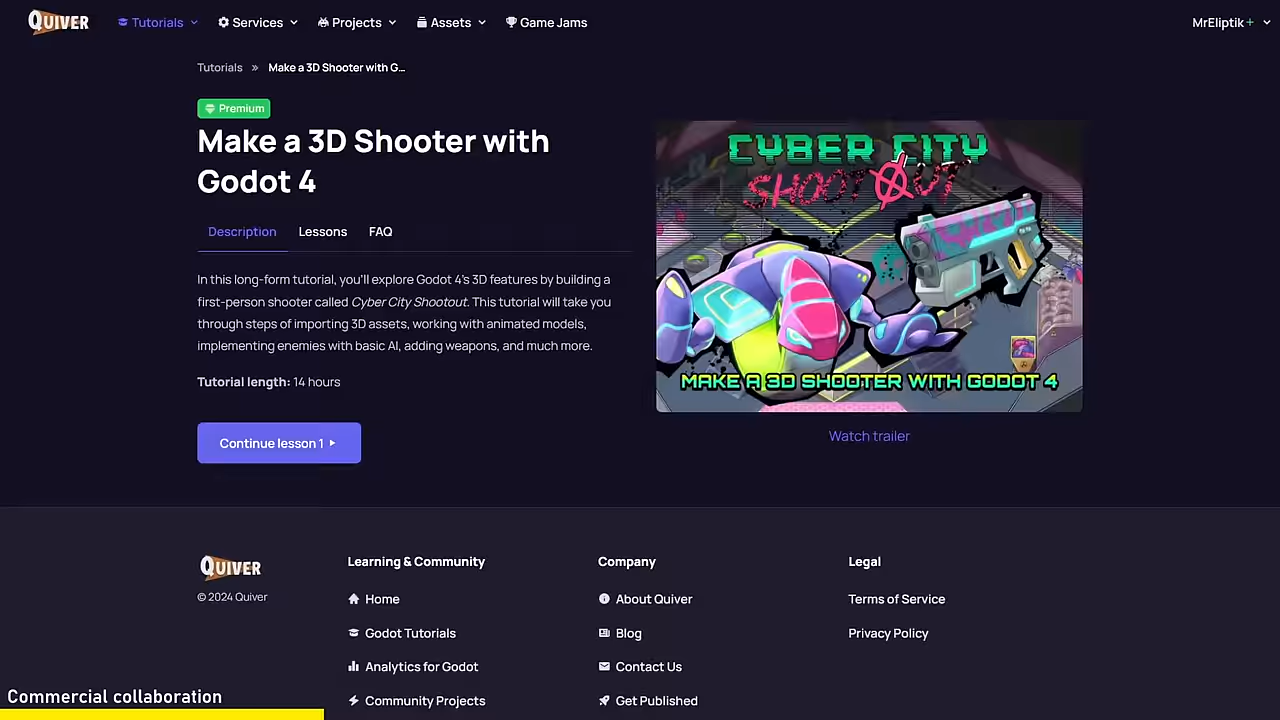 QUIVER
Tutorials
Services
Projects
Assets
Game Jams
MrEliptik +
Tutorials » Make a 3D Shooter with G...
Premium
Make a 3D Shooter with
Godot 4
Description
Lessons
FAQ
In this long-form tutorial, you'll explore Godot 4's 3D features by building a
first-person shooter called Cyber City Shootout. This tutorial will take you
through steps of importing 3D assets, working with animated models,
implementing enemies with basic AI, adding weapons, and much more.
Tutorial length: 14 hours
Continue lesson 1
CYBER CITY
SHOOTOUT
MAKE A 3D SHOOTER WITH GODOT 4
Watch trailer
QUIVER
© 2024 Quiver
Learning & Community
Home
Godot Tutorials
Analytics for Godot
Community Projects
Company
About Quiver
Blog
Contact Us
Get Published
Legal
Terms of Service
Privacy Policy
Commercial collaboration